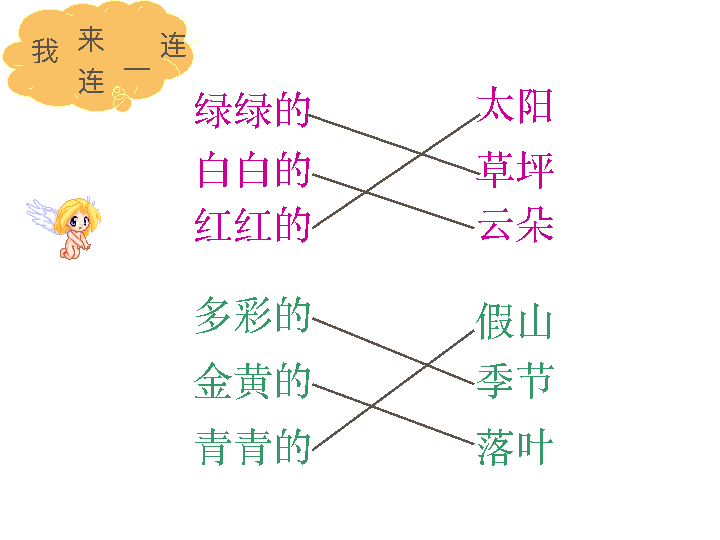 我来连一连
绿绿的 太阳
白白的 草坪
红红的 云朵
多彩的 假山
金黄的 季节
青青的 落叶